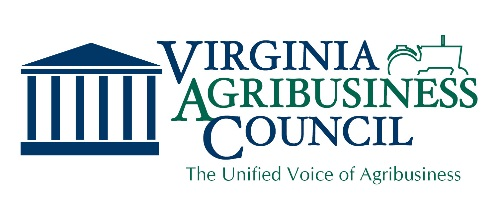 VIRGINIA
AGRIBUSINESS
COUNCIL
The Unified Voice of Agribusiness